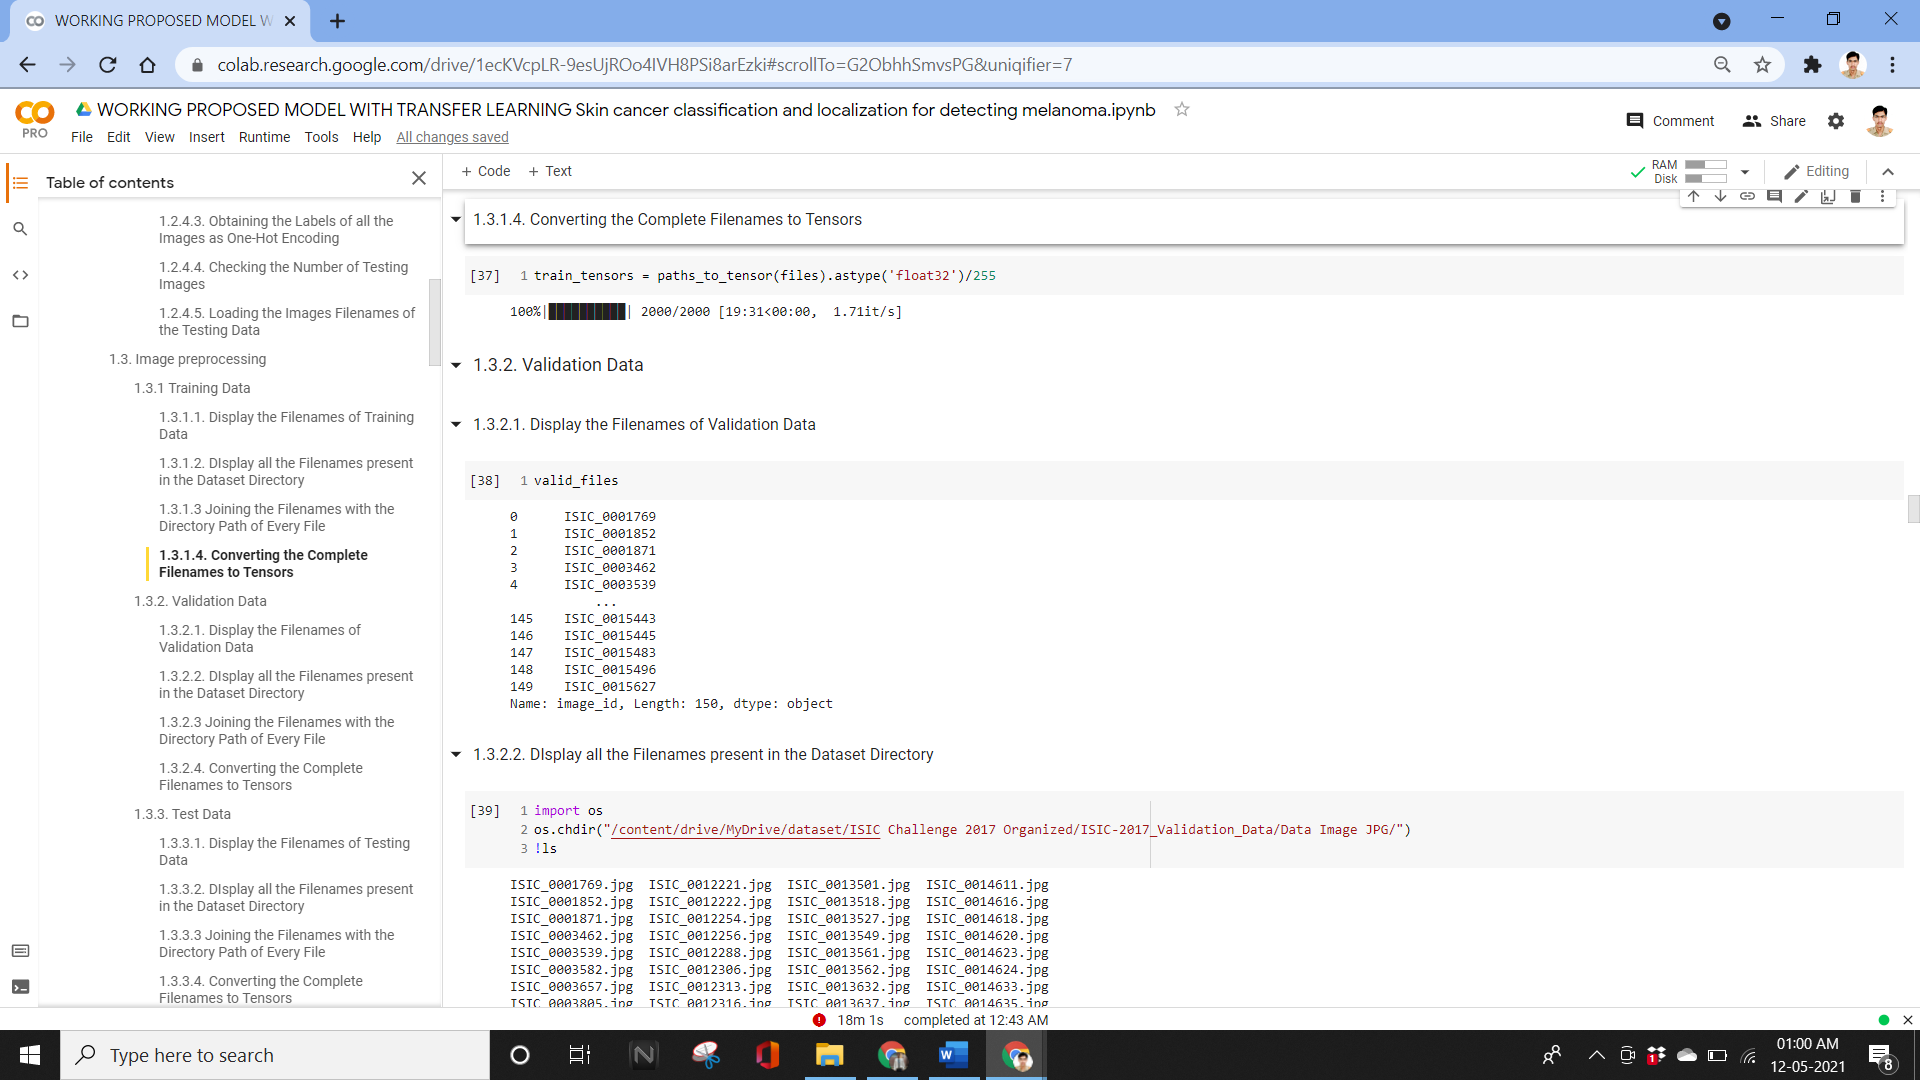 WORKING PROPOSED MODEL W
colab.research.google.com/drive/1ecKVcpLR-9esUjROo4IVH8PSi8arEzki#scrollTo=G2ObhhSmvsPG&uniqifier=7
PRO
WORKING PROPOSED MODEL WITH TRANSFER LEARNING Skin cancer classification and localization for detecting melanoma.ipynb
File Edit View Insert Runtime Tools Help All changes saved
Comment Share
Table of contents
+ Code + Text
RAM
Disk
Editing
1.2.4.3. Obtaining the Labels of all the
Images as One-Hot Encoding
1.2.4.4. Checking the Number of Testing
Images
1.2.4.5. Loading the Images Filenames of
the Testing Data
1.3. Image preprocessing
1.3.1 Training Data
1.3.1.1. Display the Filenames of Training
Data
1.3.1.2. DIsplay all the Filenames present
in the Dataset Directory
1.3.1.3 Joining the Filenames with the
Directory Path of Every File
1.3.1.4. Converting the Complete
Filenames to Tensors
1.3.2. Validation Data
1.3.2.1. Display the Filenames of
Validation Data
1.3.2.2. DIsplay all the Filenames present
in the Dataset Directory
1.3.2.3 Joining the Filenames with the
Directory Path of Every File
1.3.2.4. Converting the Complete
Filenames to Tensors
1.3.3. Test Data
1.3.3.1. Display the Filenames of Testing
Data
1.3.3.2. DIsplay all the Filenames present
in the Dataset Directory
1.3.3.3 Joining the Filenames with the
Directory Path of Every File
1.3.3.4. Converting the Complete
Filenames to Tensors
1.3.1.4. Converting the Complete Filenames to Tensors
[37] 1 train_tensors = paths_to_tensor(files).astype('float32')/255
100%|██████████| 2000/2000 [19:31<00:00, 1.71it/s]
1.3.2. Validation Data
1.3.2.1. Display the Filenames of Validation Data
[38] 1 valid_files
0 ISIC_0001769
1 ISIC_0001852
2 ISIC_0001871
3 ISIC_0003462
4 ISIC_0003539
...
145 ISIC_0015443
146 ISIC_0015445
147 ISIC_0015483
148 ISIC_0015496
149 ISIC_0015627
Name: image_id, Length: 150, dtype: object
1.3.2.2. DIsplay all the Filenames present in the Dataset Directory
[39] 1 import os
2 os.chdir("/content/drive/MyDrive/dataset/ISIC Challenge 2017 Organized/ISIC-2017_Validation_Data/Data Image JPG/")
3 !ls
ISIC_0001769.jpg ISIC_0012221.jpg ISIC_0013501.jpg ISIC_0014611.jpg
ISIC_0001852.jpg ISIC_0012222.jpg ISIC_0013518.jpg ISIC_0014616.jpg
ISIC_0001871.jpg ISIC_0012254.jpg ISIC_0013527.jpg ISIC_0014618.jpg
ISIC_0003462.jpg ISIC_0012256.jpg ISIC_0013549.jpg ISIC_0014620.jpg
ISIC_0003539.jpg ISIC_0012288.jpg ISIC_0013561.jpg ISIC_0014623.jpg
ISIC_0003582.jpg ISIC_0012306.jpg ISIC_0013562.jpg ISIC_0014624.jpg
ISIC_0003657.jpg ISIC_0012313.jpg ISIC_0013632.jpg ISIC_0014633.jpg
ISIC_0003805.jpg ISIC_0012316.jpg ISIC_0013637.jpg ISIC_0014635.jpg
18m 1s completed at 12:43 AM
Type here to search
01:00 AM
12-05-2021
8